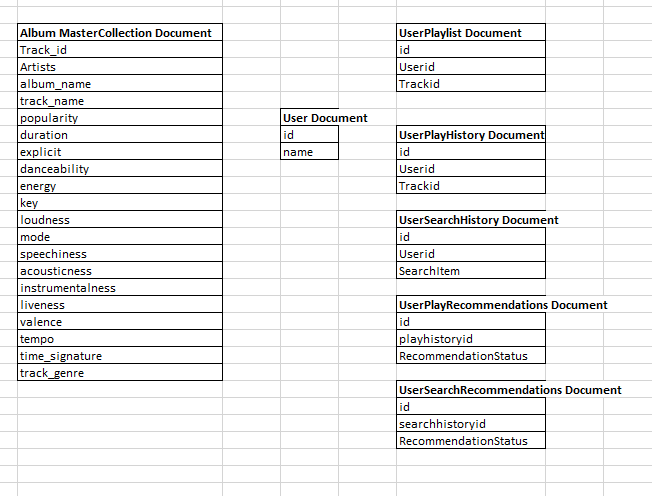 Album MasterCollection Document
Track_id
Artists
album_name
track_name
popularity
duration
explicit
danceability
energy
key
loudness
mode
speechiness
acousticness
instrumentalness
liveness
valence
tempo
time_signature
track_genre
User Document
id
name
UserPlaylist Document
id
Userid
Trackid
UserPlayHistory Document
id
Userid
Trackid
UserSearchHistory Document
id
Userid
SearchItem
UserPlayRecommendations Document
id
playhistoryid
RecommendationStatus
UserSearchRecommendations Document
id
searchhistoryid
RecommendationStatus